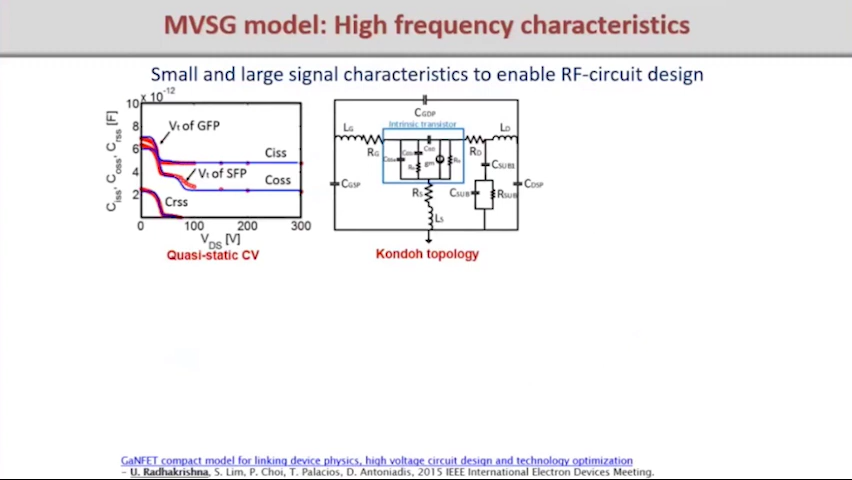 MVSG model: High frequency characteristics
Small and large signal characteristics to enable RF-circuit design
10 x 10⁻¹²
8
6
4
2
Ciss, Coss, Crss [F]
Vt of GFP
Ciss
Vt of SFP
Coss
Crss
0 100 200 300
VDS [V]
Quasi-static CV
CGDP
Intrinsic transistor
LG
RG
gm
RD
LD
CGSP
RS
LS
CSUB1
CSUB
RSUB
CDSP
Kondoh topology
GaNFET compact model for linking device physics, high voltage circuit design and technology optimization
– U. Radhakrishna, S. Lim, P. Choi, T. Palacios, D. Antoniadis, 2015 IEEE International Electron Devices Meeting.